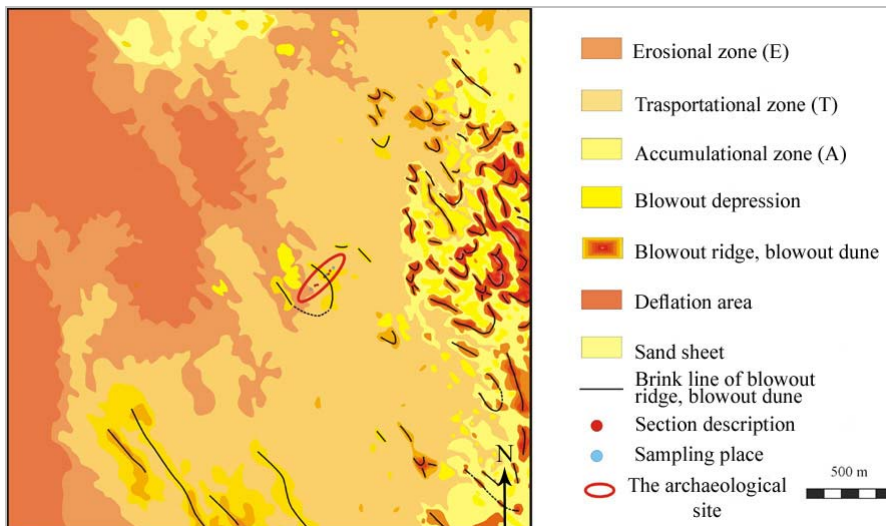 Erosional zone (E)
Trasportational zone (T)
Accumulational zone (A)
Blowout depression
Blowout ridge, blowout dune
Deflation area
Sand sheet
Brink line of blowout
ridge, blowout dune
Section description
Sampling place
The archaeological
site
N
500 m